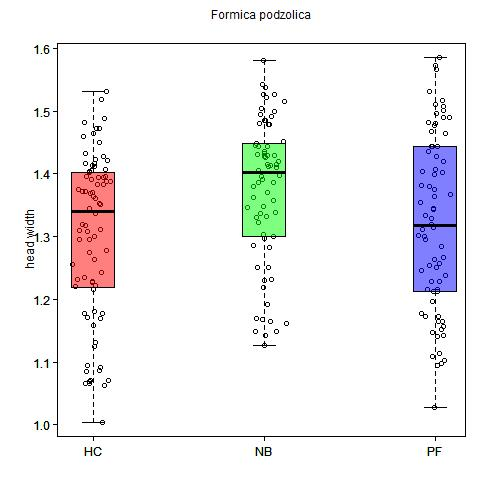 Formica podzolica
head width
1.6
1.5
1.4
1.3
1.2
1.1
1.0
HC
NB
PF